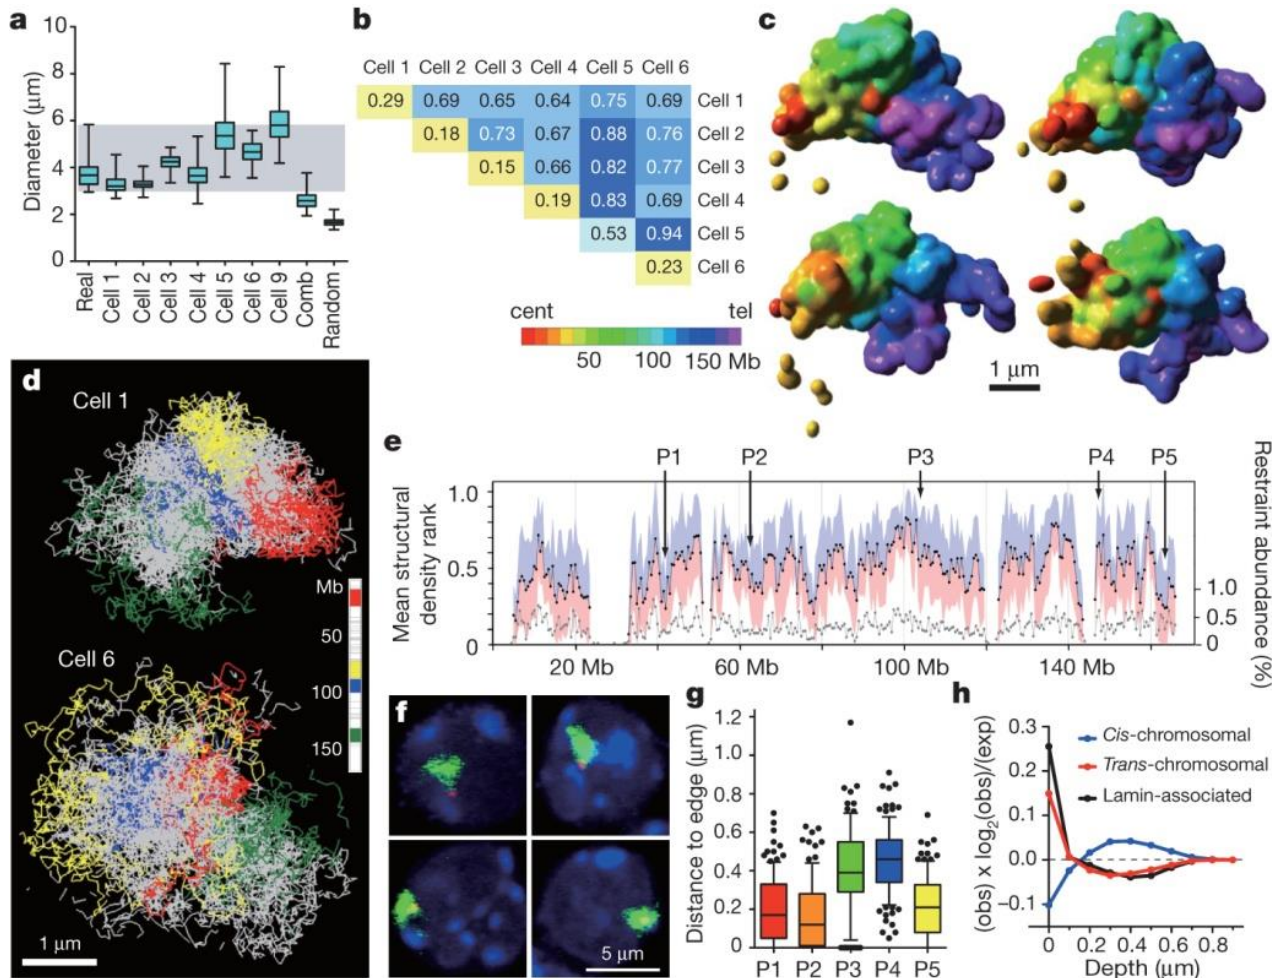 a
10
8
6
4
2
0
Diameter (μm)
Real
Cell 1
Cell 2
Cell 3
Cell 4
Cell 5
Cell 6
Cell 9
Comb
Random
b
Cell 1 Cell 2 Cell 3 Cell 4 Cell 5 Cell 6
0.29 0.69 0.65 0.64 0.75 0.69 Cell 1
0.18 0.73 0.67 0.88 0.76 Cell 2
0.15 0.66 0.82 0.77 Cell 3
0.19 0.83 0.69 Cell 4
0.53 0.94 Cell 5
0.23 Cell 6
cent tel
50 100 150 Mb
c
1 μm
d
Cell 1
Mb
50
100
150
Cell 6
1 μm
e
P1 P2 P3 P4 P5
Mean structural
density rank
1.0
0.5
0
Restraint abundance (%)
1.0
0.5
0
20 Mb 60 Mb 100 Mb 140 Mb
f
5 μm
g
Distance to edge (μm)
1.2
1.0
0.8
0.6
0.4
0.2
0
P1 P2 P3 P4 P5
h
(obs) x log2(obs)/(exp)
0.3
0.2
0.1
0.0
−0.1
Cis-chromosomal
Trans-chromosomal
Lamin-associated
0 0.2 0.4 0.6 0.8
Depth (μm)